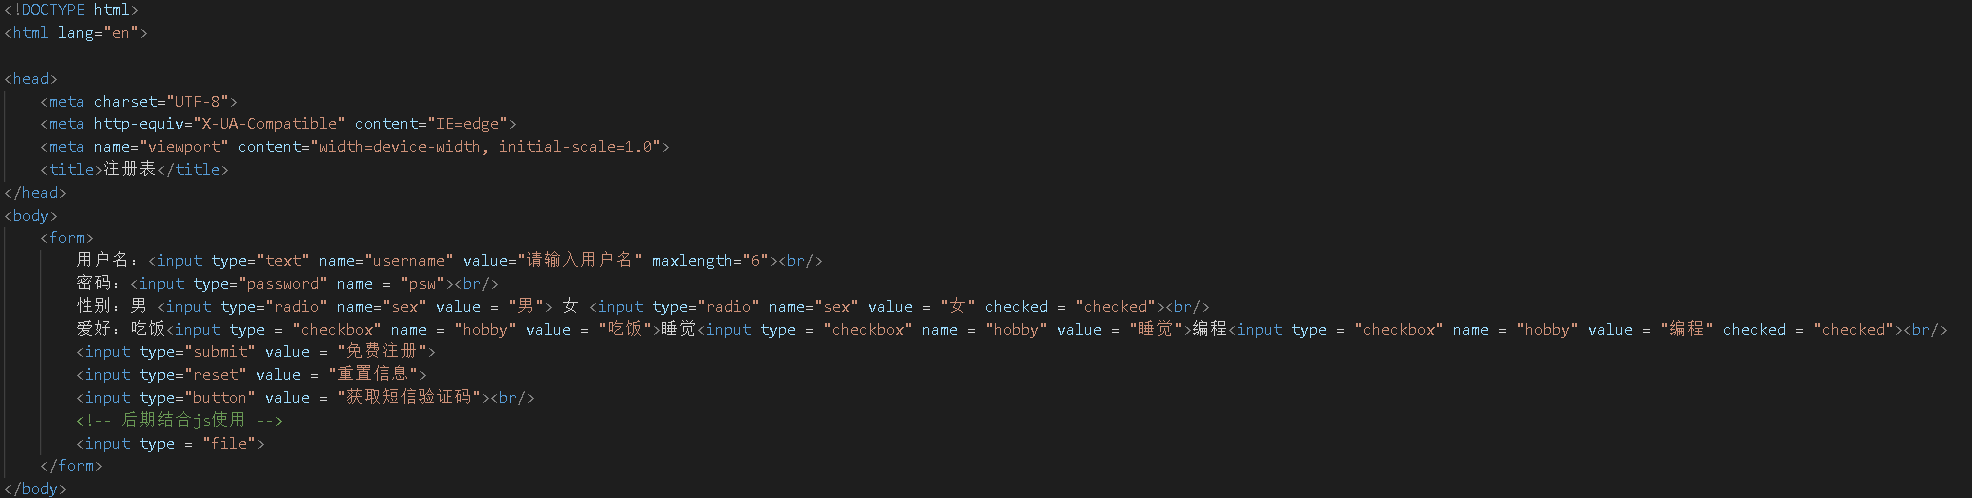 <!DOCTYPE html>
<html lang="en">
<head>
<meta charset="UTF-8">
<meta http-equiv="X-UA-Compatible" content="IE=edge">
<meta name="viewport" content="width=device-width, initial-scale=1.0">
<title>注册表</title>
</head>
<body>
<form>
用户名：<input type="text" name="username" value="请输入用户名" maxlength="6"><br/>
密码：<input type="password" name = "psw"><br/>
性别：男 <input type="radio" name="sex" value = "男"> 女 <input type="radio" name="sex" value = "女" checked = "checked"><br/>
爱好：吃饭<input type = "checkbox" name = "hobby" value = "吃饭">睡觉<input type = "checkbox" name = "hobby" value = "睡觉">编程<input type = "checkbox" name = "hobby" value = "编程" checked = "checked"><br/>
<input type="submit" value = "免费注册">
<input type="reset" value = "重置信息">
<input type="button" value = "获取短信验证码"><br/>
<!-- 后期结合js使用 -->
<input type = "file">
</form>
</body>